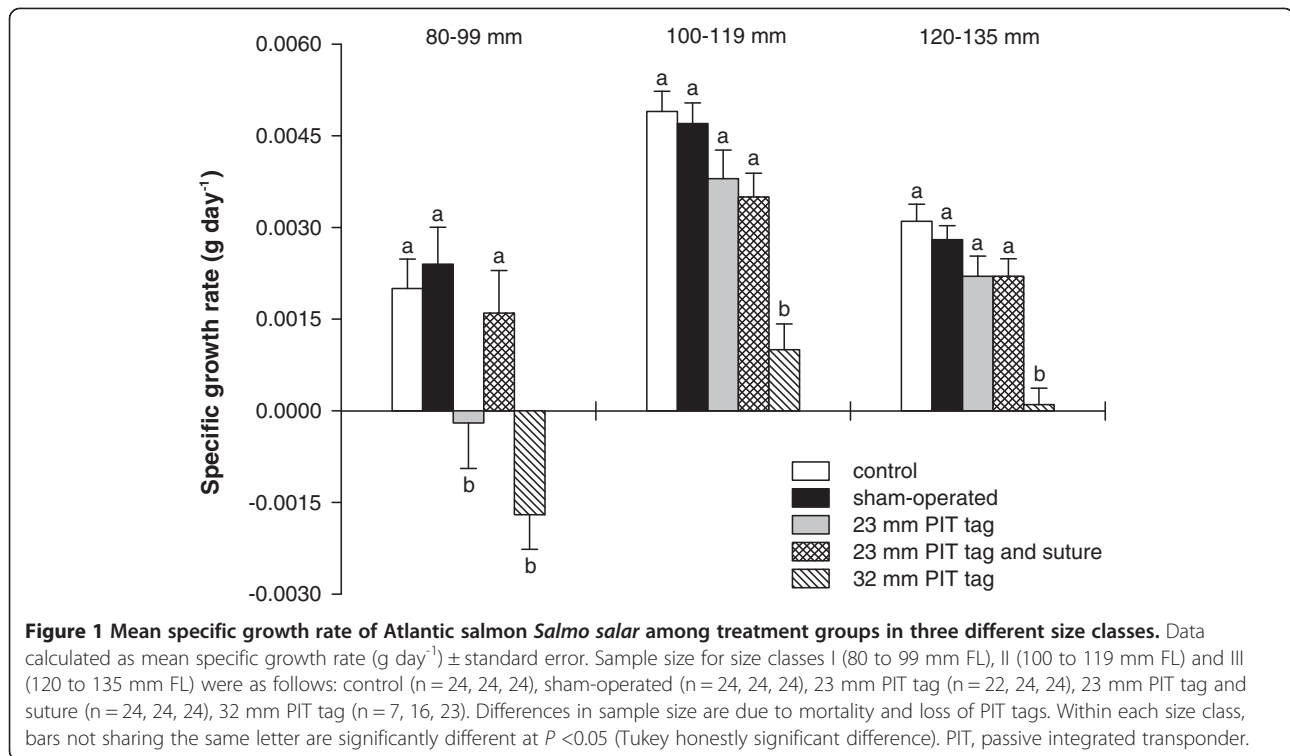 80-99 mm 100-119 mm 120-135 mm
0.0060
0.0045
0.0030
0.0015
0.0000
-0.0015
-0.0030
Specific growth rate (g day⁻¹)
a a b a b
a a a a b
a a a a b
control
sham-operated
23 mm PIT tag
23 mm PIT tag and suture
32 mm PIT tag
Figure 1 Mean specific growth rate of Atlantic salmon Salmo salar among treatment groups in three different size classes. Data
calculated as mean specific growth rate (g day⁻¹) ± standard error. Sample size for size classes I (80 to 99 mm FL), II (100 to 119 mm FL) and III
(120 to 135 mm FL) were as follows: control (n = 24, 24, 24), sham-operated (n = 24, 24, 24), 23 mm PIT tag (n = 22, 24, 24), 23 mm PIT tag and
suture (n = 24, 24, 24), 32 mm PIT tag (n = 7, 16, 23). Differences in sample size are due to mortality and loss of PIT tags. Within each size class,
bars not sharing the same letter are significantly different at P <0.05 (Tukey honestly significant difference). PIT, passive integrated transponder.